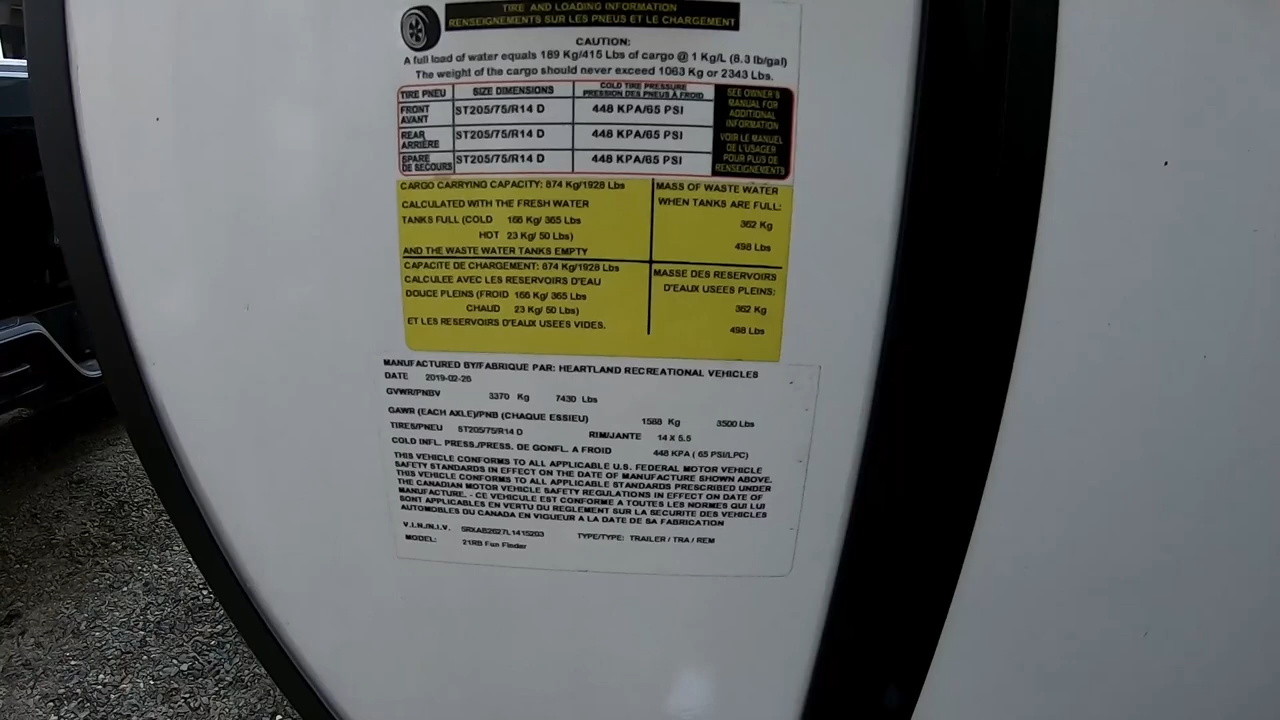 TIRE AND LOADING INFORMATION
RENSEIGNEMENTS SUR LES PNEUS ET LE CHARGEMENT
CAUTION:
A full load of water equals 189 Kg/415 Lbs of cargo @ 1 Kg/L (8.3 lb/gal)
The weight of the cargo should never exceed 1063 Kg or 2343 Lbs.
TIRE PNEU SIZE DIMENSIONS COLD TIRE PRESSURE PRESSION DES PNEUS À FROID
FRONT AVANT ST205/75/R14 D 448 KPA/65 PSI
REAR ARRIÈRE ST205/75/R14 D 448 KPA/65 PSI
SPARE DE SECOURS ST205/75/R14 D 448 KPA/65 PSI
SEE OWNER'S
MANUAL FOR
ADDITIONAL
INFORMATION
VOIR LE MANUEL
DE L'USAGER
POUR PLUS DE
RENSEIGNEMENTS
CARGO CARRYING CAPACITY: 874 Kg/1928 Lbs
CALCULATED WITH THE FRESH WATER
TANKS FULL (COLD 166 Kg/ 365 Lbs
HOT 23 Kg/ 50 Lbs)
AND THE WASTE WATER TANKS EMPTY
MASS OF WASTE WATER
WHEN TANKS ARE FULL:
362 Kg
498 Lbs
CAPACITE DE CHARGEMENT: 874 Kg/1928 Lbs
CALCULEE AVEC LES RESERVOIRS D'EAU
DOUCE PLEINS (FROID 166 Kg/ 365 Lbs
CHAUD 23 Kg/ 50 Lbs)
ET LES RESERVOIRS D'EAUX USEES VIDES.
MASSE DES RESERVOIRS
D'EAUX USEES PLEINS:
362 Kg
498 Lbs
MANUFACTURED BY/FABRIQUE PAR: HEARTLAND RECREATIONAL VEHICLES
DATE 2019-02-26
GVWR/PNBV 3370 Kg 7430 Lbs
GAWR (EACH AXLE)/PNB (CHAQUE ESSIEU) 1588 Kg 3500 Lbs
TIRES/PNEU ST205/75/R14 D RIM/JANTE 14 X 5.5
COLD INFL. PRESS./PRESS. DE GONFL. A FROID 448 KPA ( 65 PSI/LPC)
THIS VEHICLE CONFORMS TO ALL APPLICABLE U.S. FEDERAL MOTOR VEHICLE
SAFETY STANDARDS IN EFFECT ON THE DATE OF MANUFACTURE SHOWN ABOVE.
THIS VEHICLE CONFORMS TO ALL APPLICABLE STANDARDS PRESCRIBED UNDER
THE CANADIAN MOTOR VEHICLE SAFETY REGULATIONS IN EFFECT ON DATE OF
MANUFACTURE. - CE VEHICULE EST CONFORME A TOUTES LES NORMES QUI LUI
SONT APPLICABLES EN VERTU DU REGLEMENT SUR LA SECURITE DES VEHICLES
AUTOMOBILES DU CANADA EN VIGUEUR A LA DATE DE SA FABRICATION
V.I.N./N.I.V. 5RXAB2627L1415203 TYPE/TYPE: TRAILER / TRA / REM
MODEL: 21RB Fun Finder